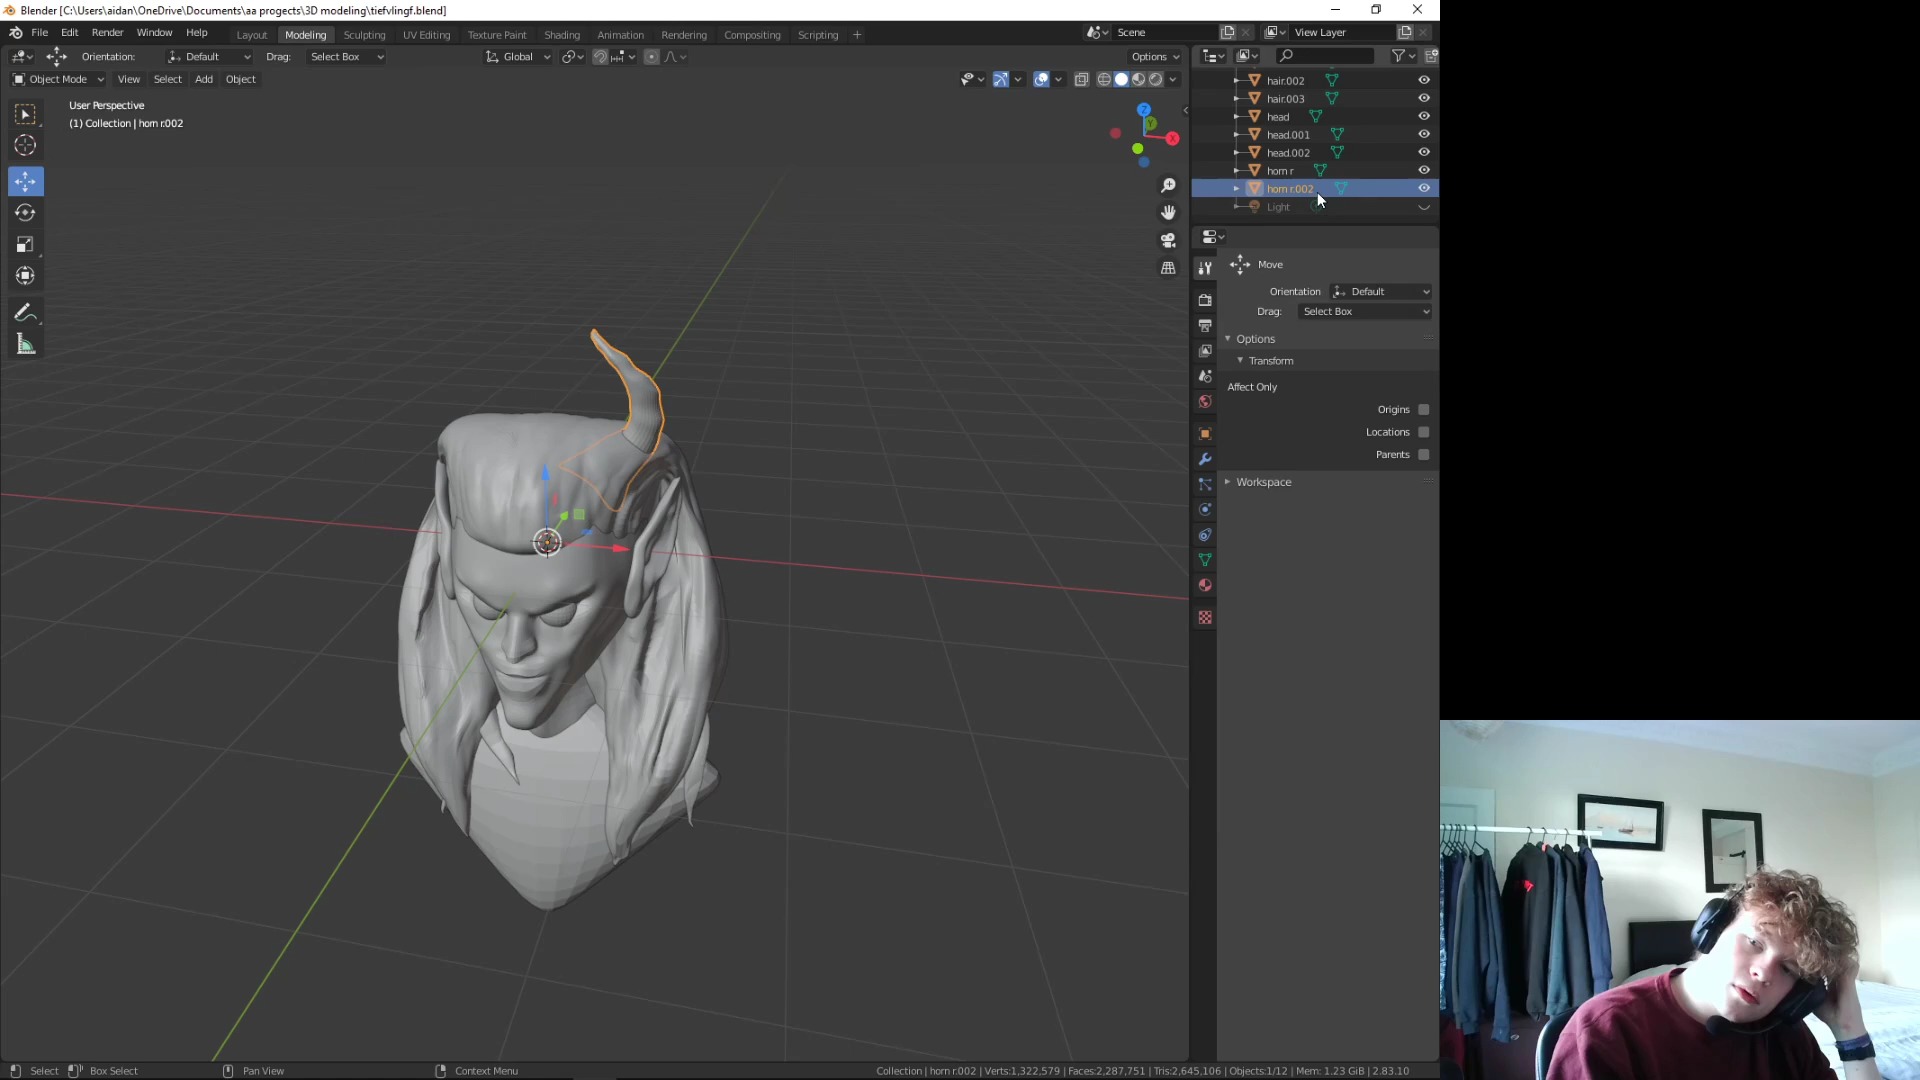 Blender [C:\Users\aidan\OneDrive\Documents\aa progects\3D modeling\tiefvlingf.blend]
File Edit Render Window Help Layout Modeling Sculpting UV Editing Texture Paint Shading Animation Rendering Compositing Scripting + Scene View Layer
Orientation: Default Drag: Select Box Global Options
Object Mode View Select Add Object
User Perspective
(1) Collection | horn r.002
Z
Y
X
hair.002
hair.003
head
head.001
head.002
horn r
horn r.002
Light
Move
Orientation Default
Drag: Select Box
Options
Transform
Affect Only
Origins
Locations
Parents
Workspace
Select Box Select Pan View Context Menu Collection | horn r.002 | Verts:1,322,579 | Faces:2,287,751 | Tris:2,645,106 | Objects:1/12 | Mem: 1.23 GiB | 2.83.10